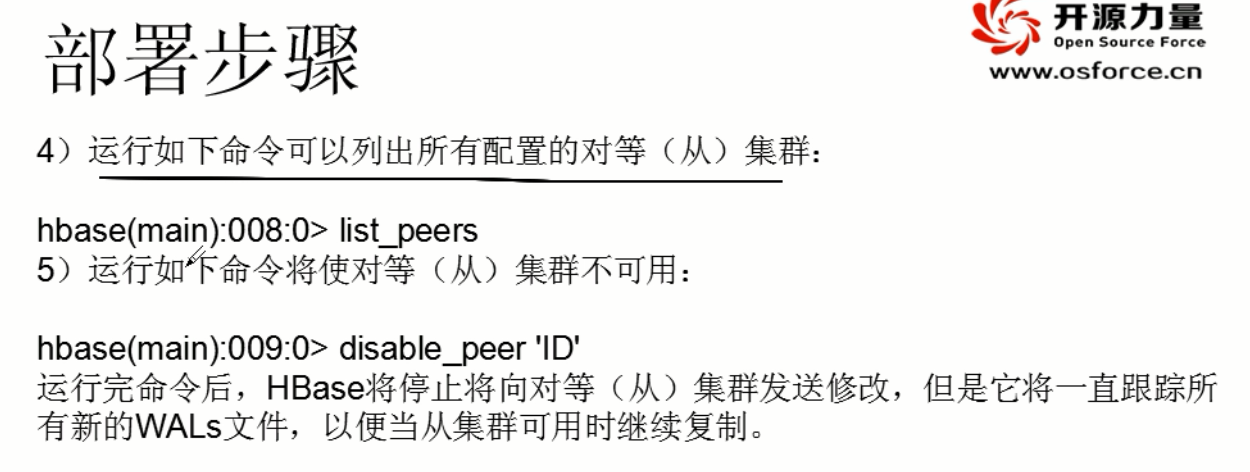 部署步骤
开源力量
Open Source Force
www.osforce.cn
4）运行如下命令可以列出所有配置的对等（从）集群：
hbase(main):008:0> list_peers
5）运行如下命令将使对等（从）集群不可用：
hbase(main):009:0> disable_peer 'ID'
运行完命令后，HBase将停止将向对等（从）集群发送修改，但是它将一直跟踪所
有新的WALs文件，以便当从集群可用时继续复制。